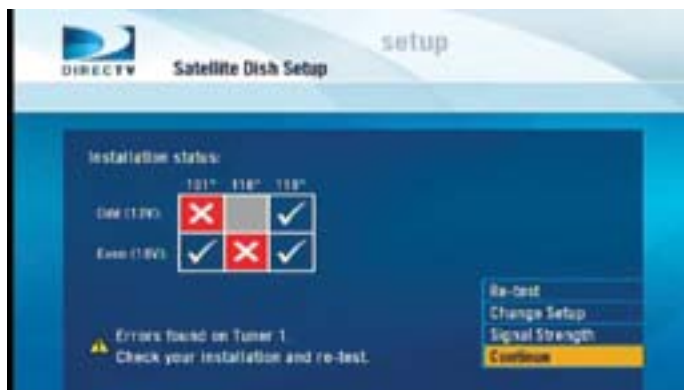 setup
DIRECTV
Satellite Dish Setup
Installation status:
101° 110° 119°
Odd (13V):
Even (18V):
Re-test
Change Setup
Signal Strength
Continue
Errors found on Tuner 1.
Check your installation and re-test.